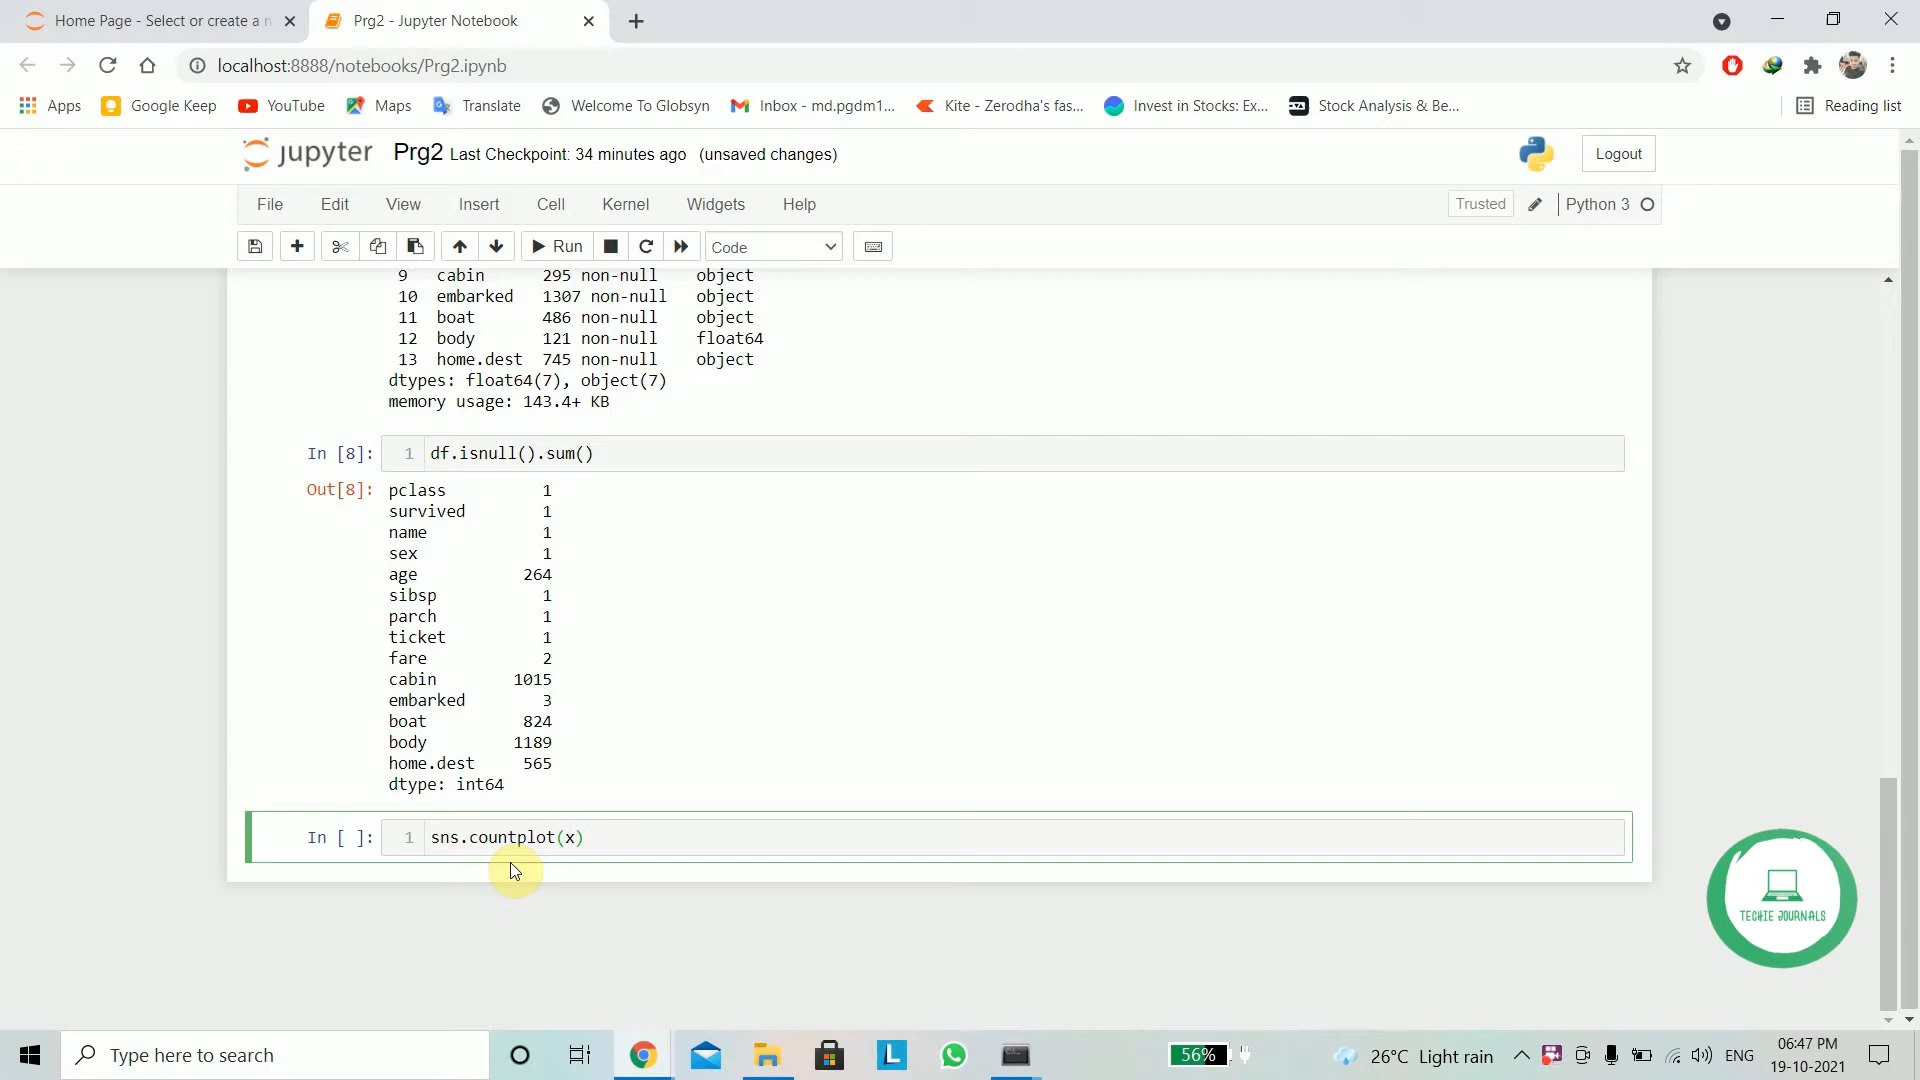 Home Page - Select or create a n
Prg2 - Jupyter Notebook
localhost:8888/notebooks/Prg2.ipynb
Apps Google Keep YouTube Maps Translate Welcome To Globsyn Inbox - md.pgdm1... Kite - Zerodha's fas... Invest in Stocks: Ex... Stock Analysis & Be... Reading list
jupyter Prg2 Last Checkpoint: 34 minutes ago (unsaved changes) Logout
File Edit View Insert Cell Kernel Widgets Help Trusted Python 3
Run Code
9 cabin 295 non-null object
10 embarked 1307 non-null object
11 boat 486 non-null object
12 body 121 non-null float64
13 home.dest 745 non-null object
dtypes: float64(7), object(7)
memory usage: 143.4+ KB
In [8]: 1 df.isnull().sum()
Out[8]: pclass 1
survived 1
name 1
sex 1
age 264
sibsp 1
parch 1
ticket 1
fare 2
cabin 1015
embarked 3
boat 824
body 1189
home.dest 565
dtype: int64
In [ ]: 1 sns.countplot(x)
TECHIE JOURNALS
Type here to search
56%
26°C Light rain
ENG
06:47 PM
19-10-2021